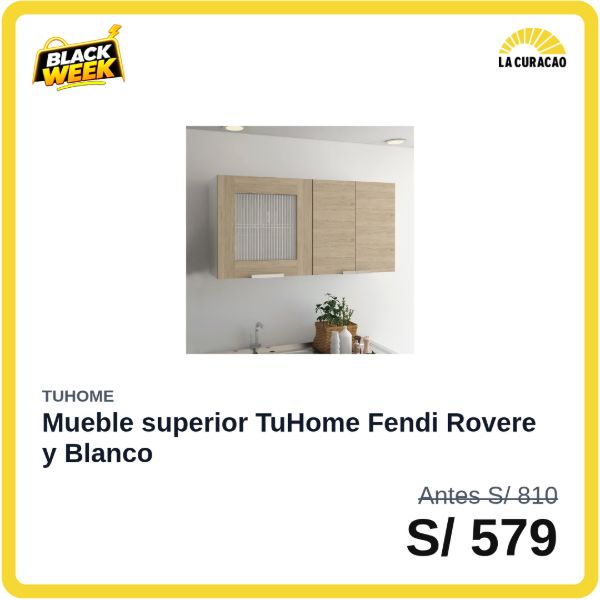 BLACK
WEEK
LA CURACAO
TUHOME
Mueble superior TuHome Fendi Rovere
y Blanco
Antes S/ 810
S/ 579